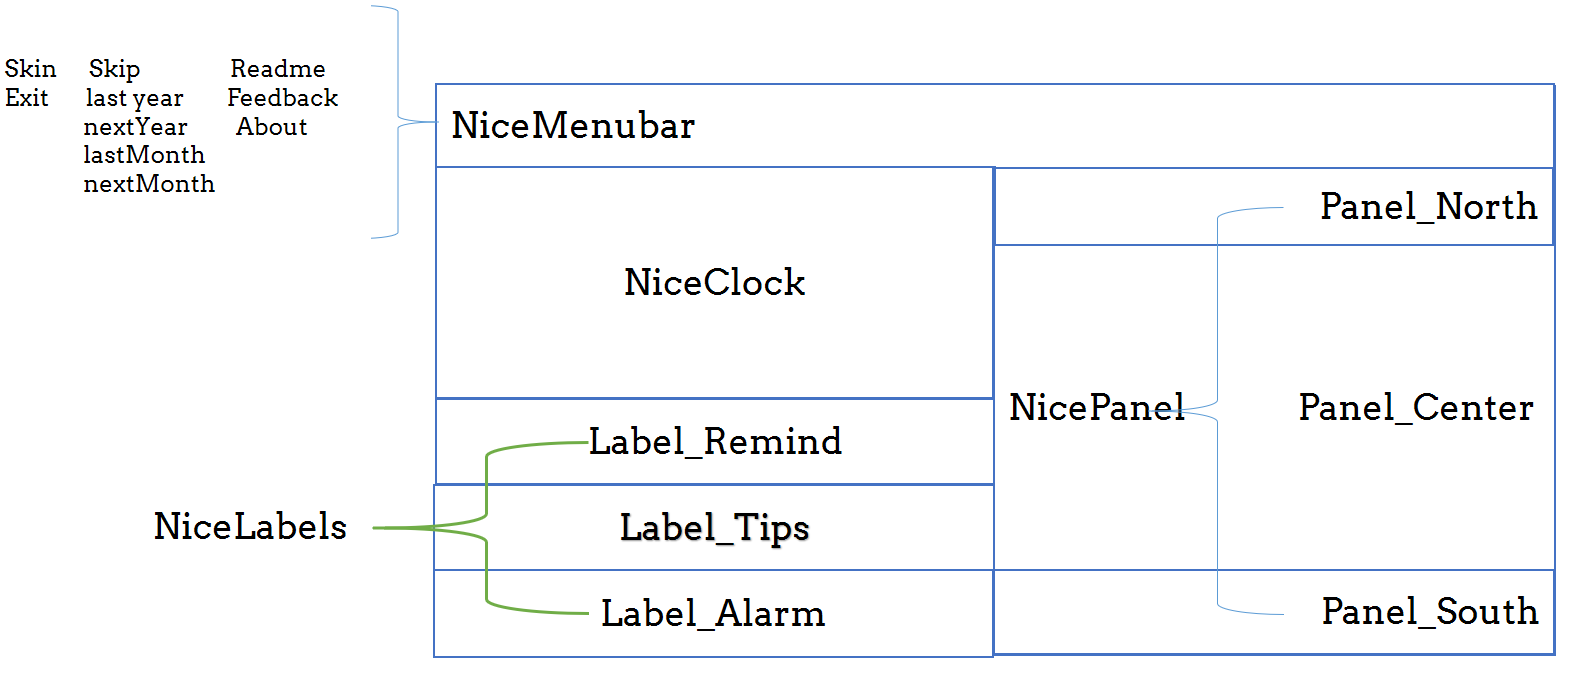 Skin Skip Readme
Exit last year Feedback
nextYear About
lastMonth
nextMonth
NiceMenubar
NiceClock
Label_Remind
NiceLabels
Label_Tips
Label_Alarm
Panel_North
NicePanel
Panel_Center
Panel_South